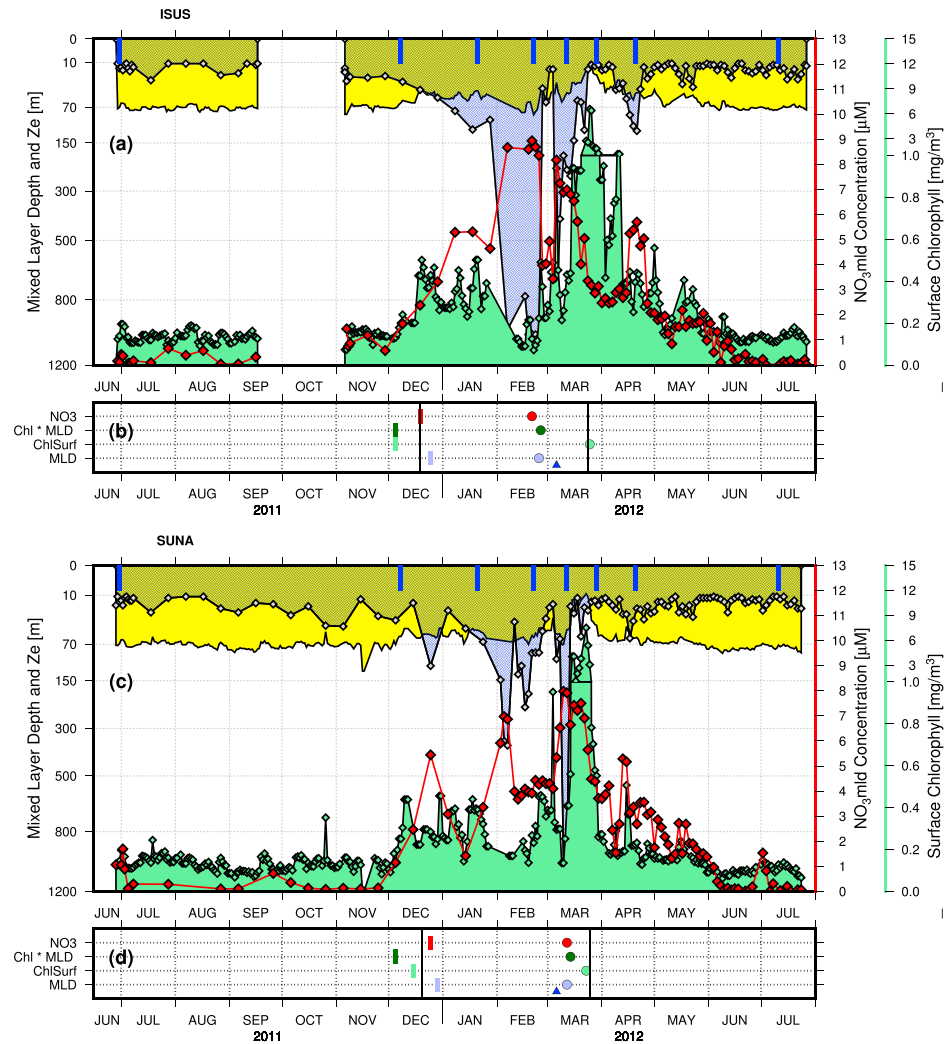 ISUS
0
10
70
150
300
500
800
1200
Mixed Layer Depth and Ze [m]
(a)
13
12
11
10
9
8
7
6
5
4
3
2
1
0
NO3mld Concentration [µM]
15
12
9
6
3
1.0
0.8
0.6
0.4
0.2
0.0
Surface Chlorophyll [mg/m³]
JUN JUL AUG SEP OCT NOV DEC JAN FEB MAR APR MAY JUN JUL
NO3
Chl * MLD
ChlSurf
MLD
(b)
JUN JUL AUG SEP OCT NOV DEC JAN FEB MAR APR MAY JUN JUL
2011 2012
SUNA
0
10
70
150
300
500
800
1200
Mixed Layer Depth and Ze [m]
(c)
13
12
11
10
9
8
7
6
5
4
3
2
1
0
NO3mld Concentration [µM]
15
12
9
6
3
1.0
0.8
0.6
0.4
0.2
0.0
Surface Chlorophyll [mg/m³]
JUN JUL AUG SEP OCT NOV DEC JAN FEB MAR APR MAY JUN JUL
NO3
Chl * MLD
ChlSurf
MLD
(d)
JUN JUL AUG SEP OCT NOV DEC JAN FEB MAR APR MAY JUN JUL
2011 2012